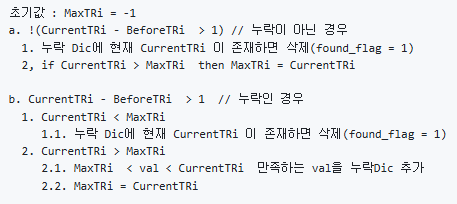 초기값 : MaxTRi = -1
a. !(CurrentTRi - BeforeTRi > 1) // 누락이 아닌 경우
1. 누락 Dic에 현재 CurrentTRi 이 존재하면 삭제(found_flag = 1)
2, if CurrentTRi > MaxTRi then MaxTRi = CurrentTRi
b. CurrentTRi - BeforeTRi > 1 // 누락인 경우
1. CurrentTRi < MaxTRi
1.1. 누락 Dic에 현재 CurrentTRi 이 존재하면 삭제(found_flag = 1)
2. CurrentTRi > MaxTRi
2.1. MaxTRi < val < CurrentTRi 만족하는 val을 누락Dic 추가
2.2. MaxTRi = CurrentTRi